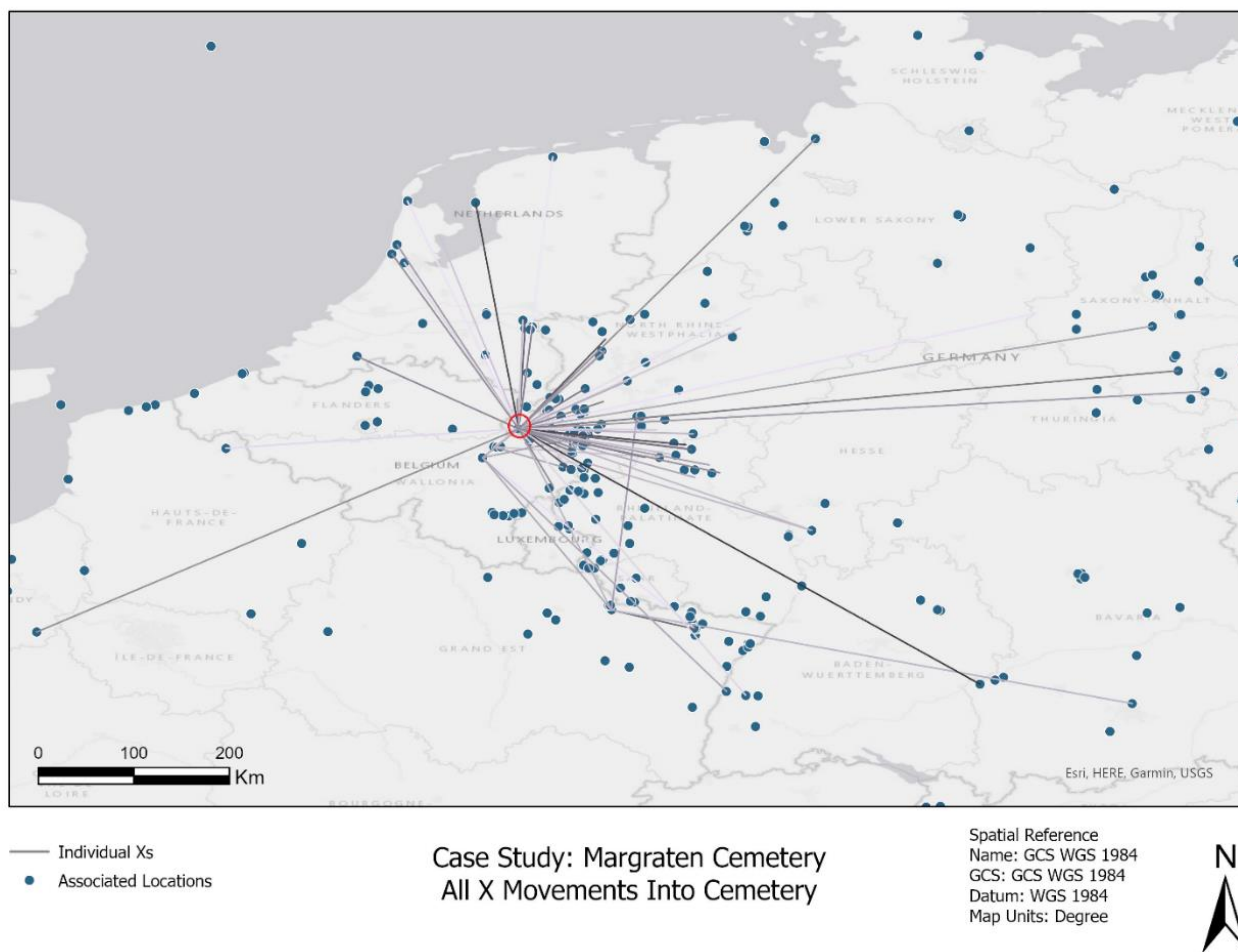 SCHLESWIG-
HOLSTEIN
MECKLEN
WEST
POMER
NETHERLANDS
LOWER SAXONY
SAXONY-ANHALT
NORTH RHINE-
WESTPHALIA
GERMANY
FLANDERS
THURINGIA
BELGIUM
WALLONIA
HESSE
HAUTS-DE-
FRANCE
RHINELAND-
PALATINATE
LUXEMBOURG
SAAR
DY
BAVARIA
ÎLE-DE-FRANCE
GRAND EST
BADEN-
WUERTTEMBERG
0 100 200
Km
LOIRE
BOURGOGNE-
Esri, HERE, Garmin, USGS
Individual Xs
Associated Locations
Case Study: Margraten Cemetery
All X Movements Into Cemetery
Spatial Reference
Name: GCS WGS 1984
GCS: GCS WGS 1984
Datum: WGS 1984
Map Units: Degree
N